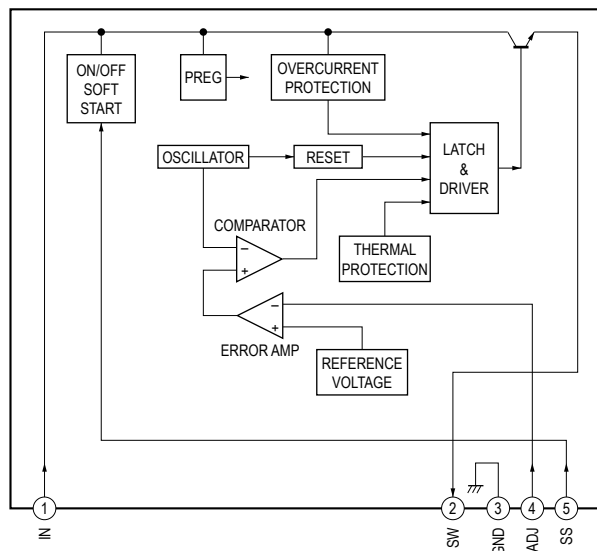 ON/OFF
SOFT
START
PREG
OVERCURRENT
PROTECTION
OSCILLATOR
RESET
LATCH
&
DRIVER
COMPARATOR
−
+
THERMAL
PROTECTION
−
+
ERROR AMP
REFERENCE
VOLTAGE
1
2
3
4
5
IN
SW
GND
ADJ
SS